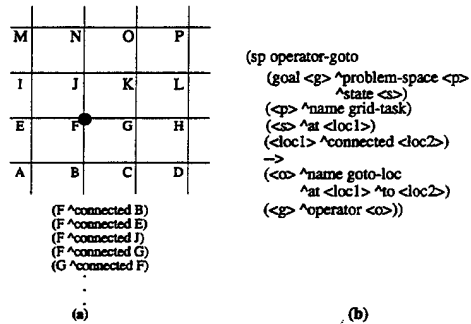 M N O P
I J K L
E F G H
A B C D
(F ^connected B)
(F ^connected E)
(F ^connected J)
(F ^connected G)
(G ^connected F)
.
.
.
(a)
(sp operator-goto
(goal <g> ^problem-space <p>
^state <s>)
(<p> ^name grid-task)
(<s> ^at <loc1>)
(<loc1> ^connected <loc2>)
-->
(<o> ^name goto-loc
^at <loc1> ^to <loc2>)
(<g> ^operator <o>))
(b)